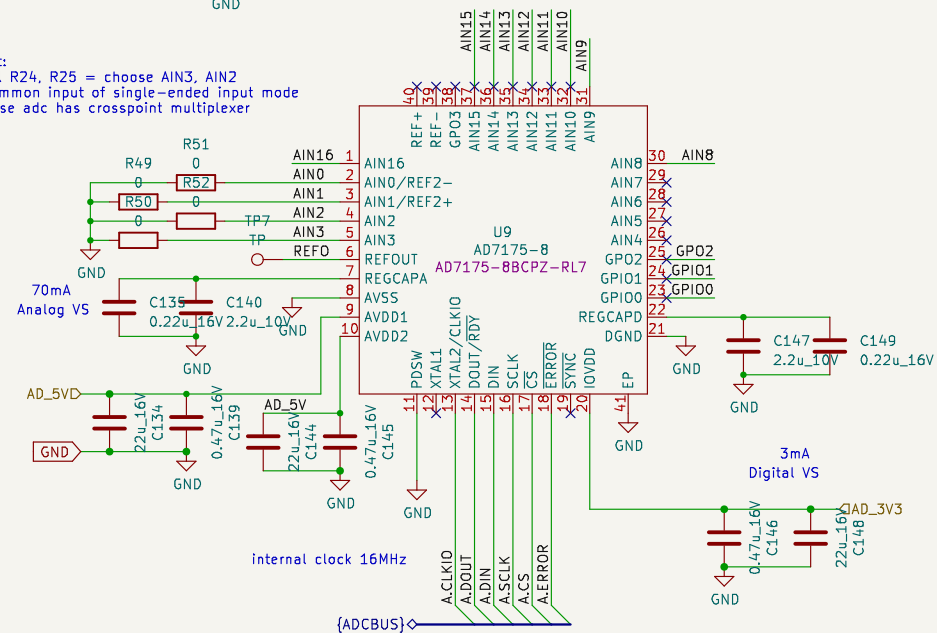 GND
t:
, R24, R25 = choose AIN3, AIN2
mmon input of single-ended input mode
se adc has crosspoint multiplexer
AIN15
AIN14
AIN13
AIN12
AIN11
AIN10
AIN9
40
39
38
37
36
35
34
33
32
31
REF+
REF-
GPO3
AIN15
AIN14
AIN13
AIN12
AIN11
AIN10
AIN9
R51
0
R49
0
R52
0
R50
0
GND
AIN16 1 AIN16
AIN0 2 AIN0/REF2-
AIN1 3 AIN1/REF2+
AIN2 4 AIN2
AIN3 5 AIN3
TP7
TP
REFO 6 REFOUT
7 REGCAPA
8 AVSS
9 AVDD1
10 AVDD2
U9
AD7175-8
AD7175-8BCPZ-RL7
AIN8 30 AIN8
AIN7 29
AIN6 28
AIN5 27
AIN4 26
GPO2 25 GPO2
GPIO1 24 GPIO1
GPIO0 23 GPIO0
REGCAPD 22
DGND 21
70mA
Analog VS
C135
0.22u_16V
C140
2.2u_10V
GND
GND
GND
C147
2.2u_10V
C149
0.22u_16V
GND
PDSW
XTAL1
XTAL2/CLKIO
DOUT/RDY
DIN
SCLK
CS
ERROR
SYNC
IOVDD
EP
11
12
13
14
15
16
17
18
19
20
41
AD_5V
22u_16V
C134
0.47u_16V
C139
GND
GND
AD_5V
22u_16V
C144
0.47u_16V
C145
GND
GND
GND
3mA
Digital VS
AD_3V3
0.47u_16V
C146
22u_16V
C148
GND
internal clock 16MHz
A.CLKIO
A.DOUT
A.DIN
A.SCLK
A.CS
A.ERROR
{ADCBUS}